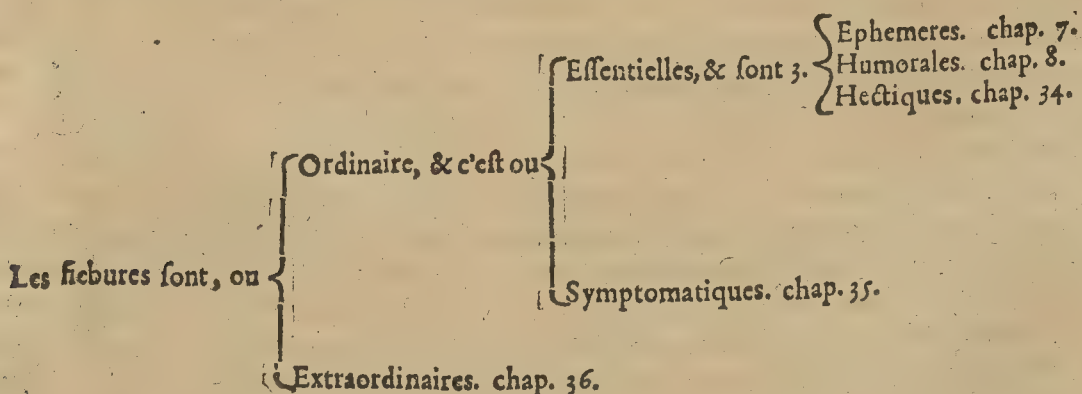 Ephemeres. chap. 7.
Eſſentielles, & ſont 3.
Humorales. chap. 8.
Hectiques. chap. 34.
Ordinaire, & c'eſt ou
Les fiebures ſont, ou
Symptomatiques. chap. 35.
Extraordinaires. chap. 36.